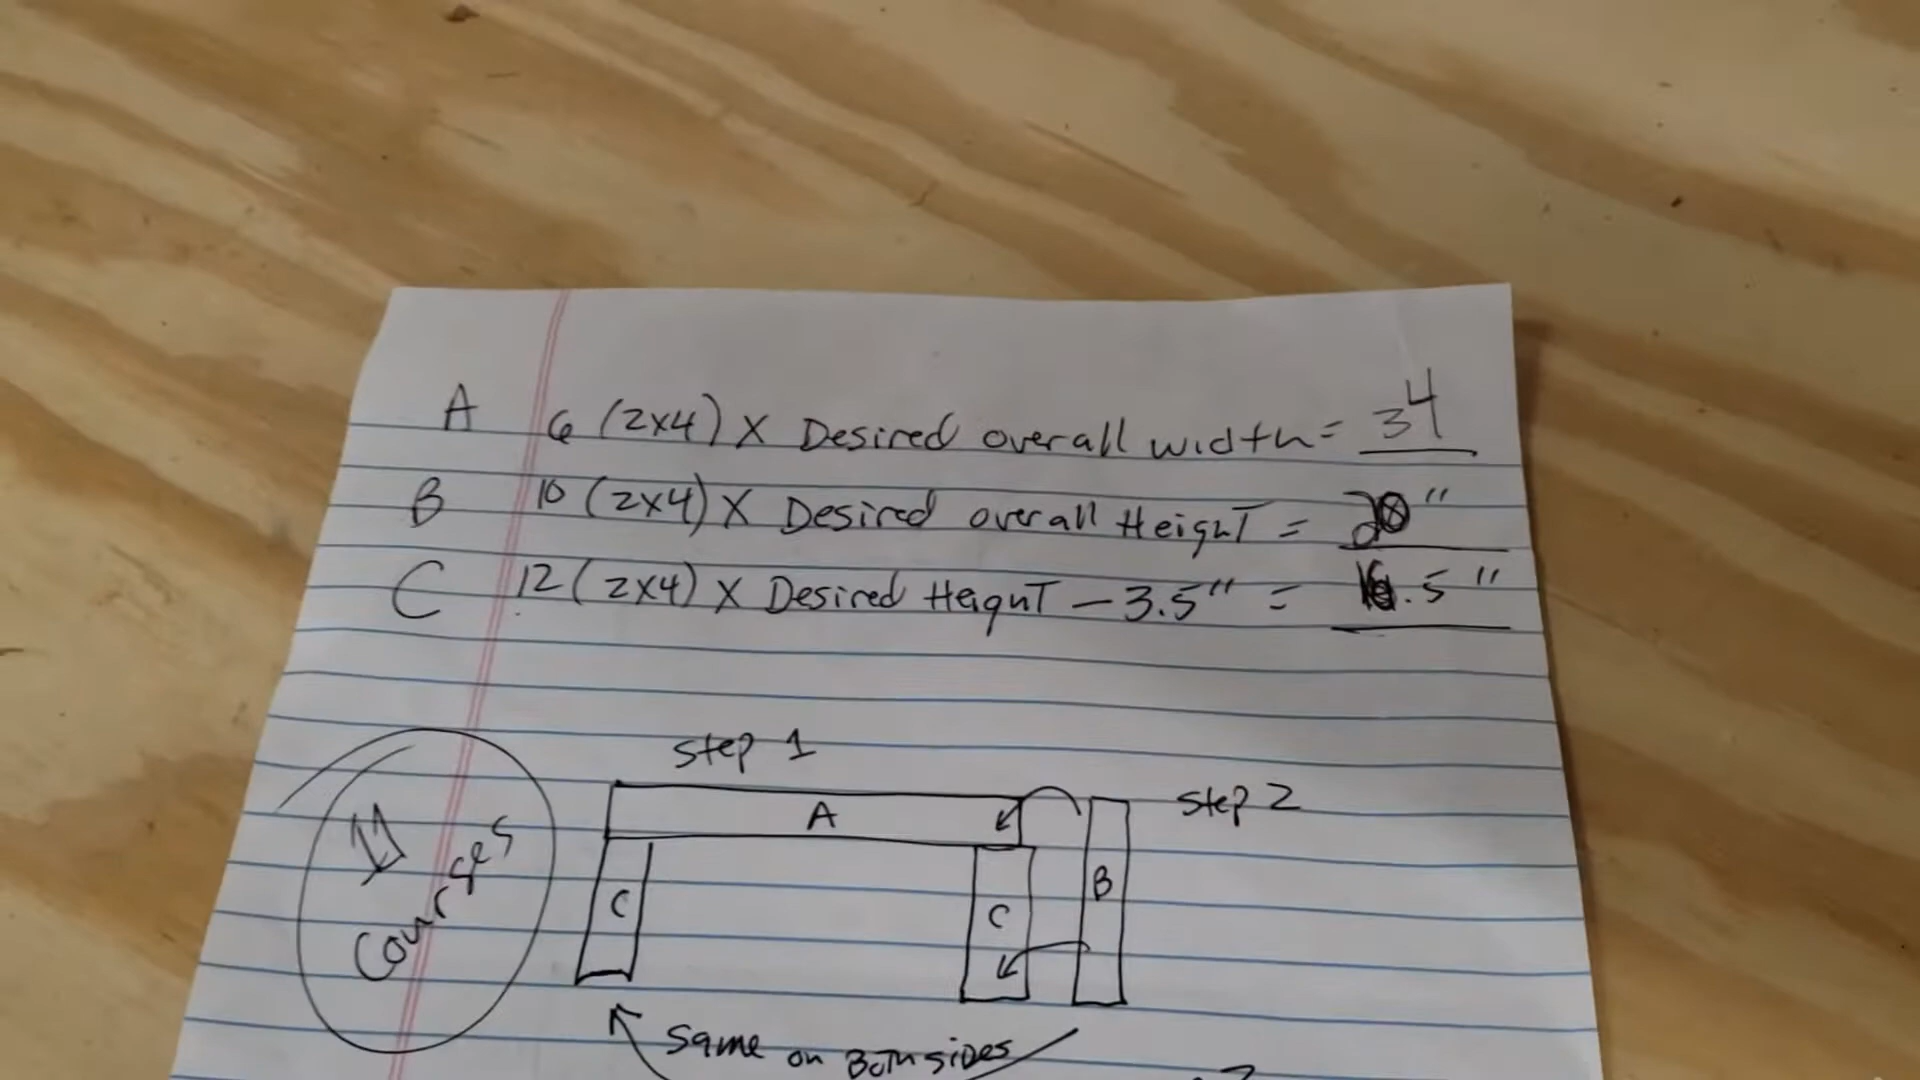 A 6 (2x4) X Desired overall width = 34
B 10 (2x4) X Desired overall HeighT = 20"
C 12 (2x4) X Desired HeighT - 3.5" = 16.5"
Step 1
A
Step 2
B
C
C
11
Courses
Same on Both sides